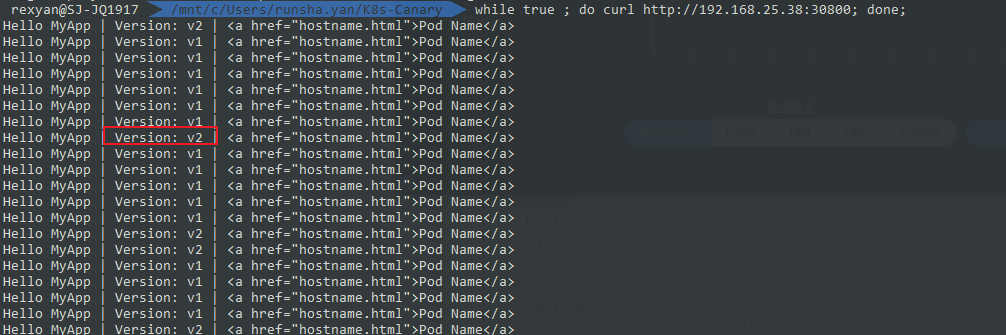 rexyan@SJ-JQ1917 /mnt/c/Users/runsha.yan/K8s-Canary while true ; do curl http://192.168.25.38:30800; done;
Hello MyApp | Version: v2 | <a href="hostname.html">Pod Name</a>
Hello MyApp | Version: v1 | <a href="hostname.html">Pod Name</a>
Hello MyApp | Version: v1 | <a href="hostname.html">Pod Name</a>
Hello MyApp | Version: v1 | <a href="hostname.html">Pod Name</a>
Hello MyApp | Version: v1 | <a href="hostname.html">Pod Name</a>
Hello MyApp | Version: v1 | <a href="hostname.html">Pod Name</a>
Hello MyApp | Version: v1 | <a href="hostname.html">Pod Name</a>
Hello MyApp | Version: v2 | <a href="hostname.html">Pod Name</a>
Hello MyApp | Version: v1 | <a href="hostname.html">Pod Name</a>
Hello MyApp | Version: v1 | <a href="hostname.html">Pod Name</a>
Hello MyApp | Version: v1 | <a href="hostname.html">Pod Name</a>
Hello MyApp | Version: v1 | <a href="hostname.html">Pod Name</a>
Hello MyApp | Version: v1 | <a href="hostname.html">Pod Name</a>
Hello MyApp | Version: v2 | <a href="hostname.html">Pod Name</a>
Hello MyApp | Version: v2 | <a href="hostname.html">Pod Name</a>
Hello MyApp | Version: v1 | <a href="hostname.html">Pod Name</a>
Hello MyApp | Version: v1 | <a href="hostname.html">Pod Name</a>
Hello MyApp | Version: v1 | <a href="hostname.html">Pod Name</a>
Hello MyApp | Version: v1 | <a href="hostname.html">Pod Name</a>
Hello MyApp | Version: v2 | <a href="hostname.html">Pod Name</a>